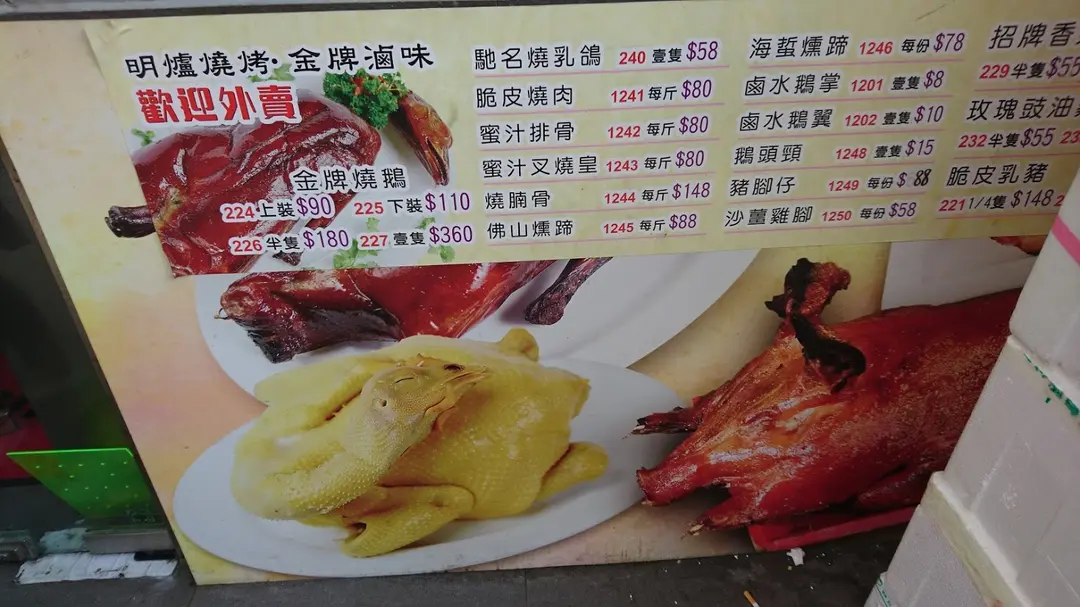 明爐燒烤·金牌滷味
歡迎外賣
金牌燒鵝
224 上裝 $90 225 下裝 $110
226 半隻 $180 227 壹隻 $360
馳名燒乳鴿 240 壹隻 $58
脆皮燒肉 1241 每斤 $80
蜜汁排骨 1242 每斤 $80
蜜汁叉燒皇 1243 每斤 $80
燒腩骨 1244 每斤 $148
佛山燻蹄 1245 每斤 $88
海蜇燻蹄 1246 每份 $78
鹵水鵝掌 1201 壹隻 $8
鹵水鵝翼 1202 壹隻 $10
鵝頭頸 1248 壹隻 $15
豬腳仔 1249 每份 $88
沙薑雞腳 1250 每份 $58
招牌香
229 半隻 $55
玫瑰豉油
232 半隻 $55
脆皮乳豬
221 1/4隻 $148